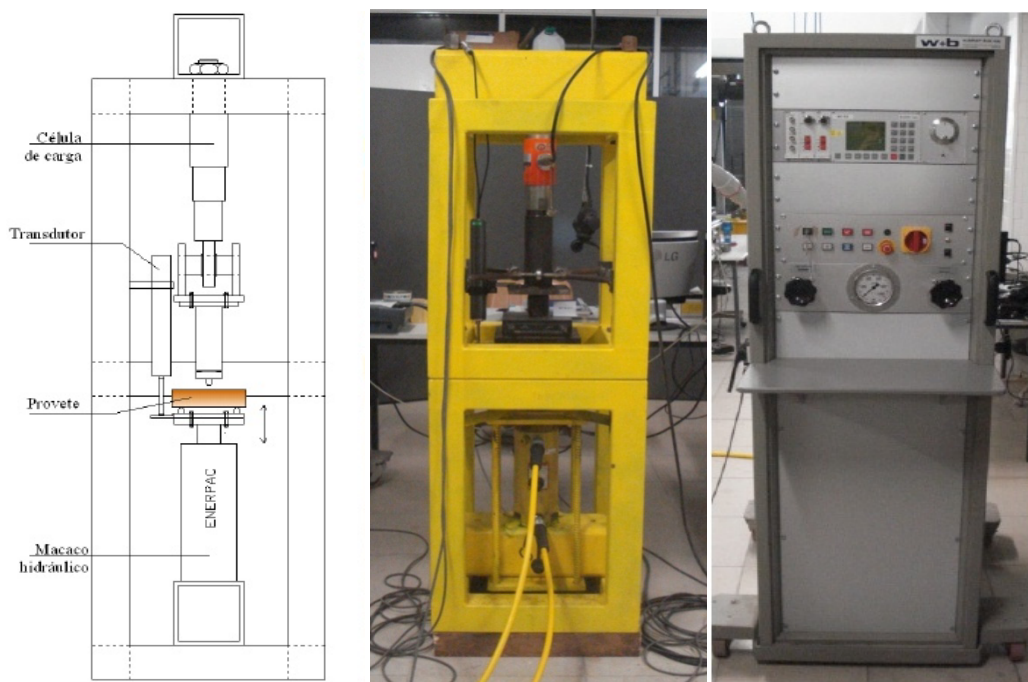 Célula
de carga
Transdutor
Provete
ENERPAC
Macaco
hidráulico
LG
w+b